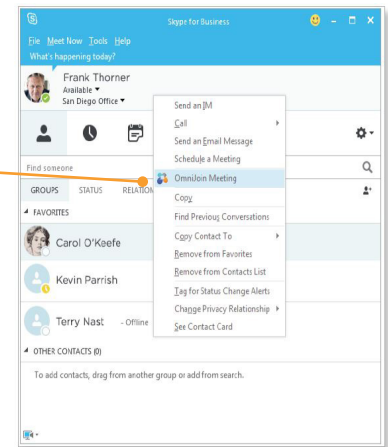 Skype for Business
File Meet Now Tools Help
What's happening today?
Frank Thorner
Available
San Diego Office
Find someone
GROUPS STATUS
FAVORITES
Carol O'Keefe
Kevin Parrish
Terry Nast - Offline
OTHER CONTACTS (0)
To add contacts, drag from another group or add from search.
Send an IM
Call
Send an Email Message
Schedule a Meeting
OmniJoin Meeting
Copy
Find Previous Conversations
Copy Contact To
Remove from Favorites
Remove from Contacts List
Tag for Status Change Alerts
Change Privacy Relationship
See Contact Card